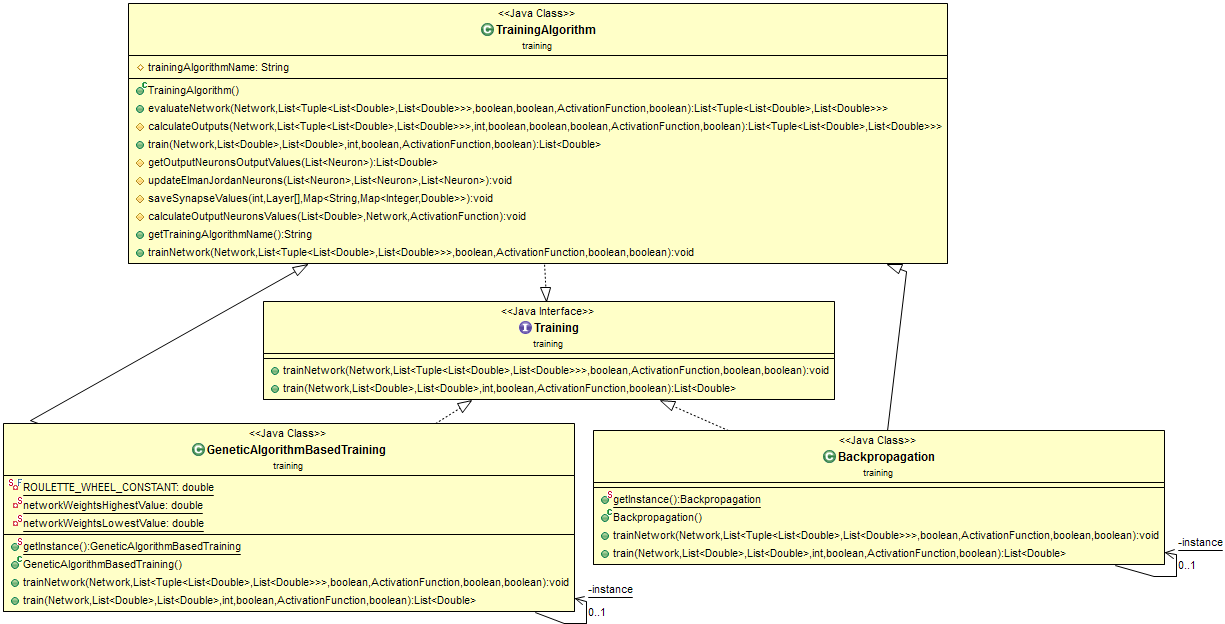 <<Java Class>>
TrainingAlgorithm
training
trainingAlgorithmName: String
TrainingAlgorithm()
evaluateNetwork(Network,List<Tuple<List<Double>,List<Double>>>,boolean,boolean,ActivationFunction,boolean):List<Tuple<List<Double>,List<Double>>>
calculateOutputs(Network,List<Tuple<List<Double>,List<Double>>>,int,boolean,boolean,boolean,ActivationFunction,boolean):List<Tuple<List<Double>,List<Double>>>
train(Network,List<Double>,List<Double>,int,boolean,ActivationFunction,boolean):List<Double>
getOutputNeuronsOutputValues(List<Neuron>):List<Double>
updateElmanJordanNeurons(List<Neuron>,List<Neuron>,List<Neuron>):void
saveSynapseValues(int,Layer[],Map<String,Map<Integer,Double>>):void
calculateOutputNeuronsValues(List<Double>,Network,ActivationFunction):void
getTrainingAlgorithmName():String
trainNetwork(Network,List<Tuple<List<Double>,List<Double>>>,boolean,ActivationFunction,boolean,boolean):void
<<Java Interface>>
I Training
training
trainNetwork(Network,List<Tuple<List<Double>,List<Double>>>,boolean,ActivationFunction,boolean,boolean):void
train(Network,List<Double>,List<Double>,int,boolean,ActivationFunction,boolean):List<Double>
<<Java Class>>
GeneticAlgorithmBasedTraining
training
ROULETTE_WHEEL_CONSTANT: double
networkWeightsHighestValue: double
networkWeightsLowestValue: double
getInstance():GeneticAlgorithmBasedTraining
GeneticAlgorithmBasedTraining()
trainNetwork(Network,List<Tuple<List<Double>,List<Double>>>,boolean,ActivationFunction,boolean,boolean):void
train(Network,List<Double>,List<Double>,int,boolean,ActivationFunction,boolean):List<Double>
-instance
0..1
<<Java Class>>
Backpropagation
training
getInstance():Backpropagation
Backpropagation()
trainNetwork(Network,List<Tuple<List<Double>,List<Double>>>,boolean,ActivationFunction,boolean,boolean):void
train(Network,List<Double>,List<Double>,int,boolean,ActivationFunction,boolean):List<Double>
-instance
0..1